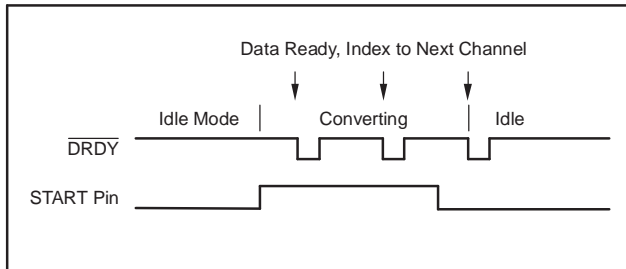 Data Ready, Index to Next Channel
Idle Mode Converting Idle
DRDY
START Pin